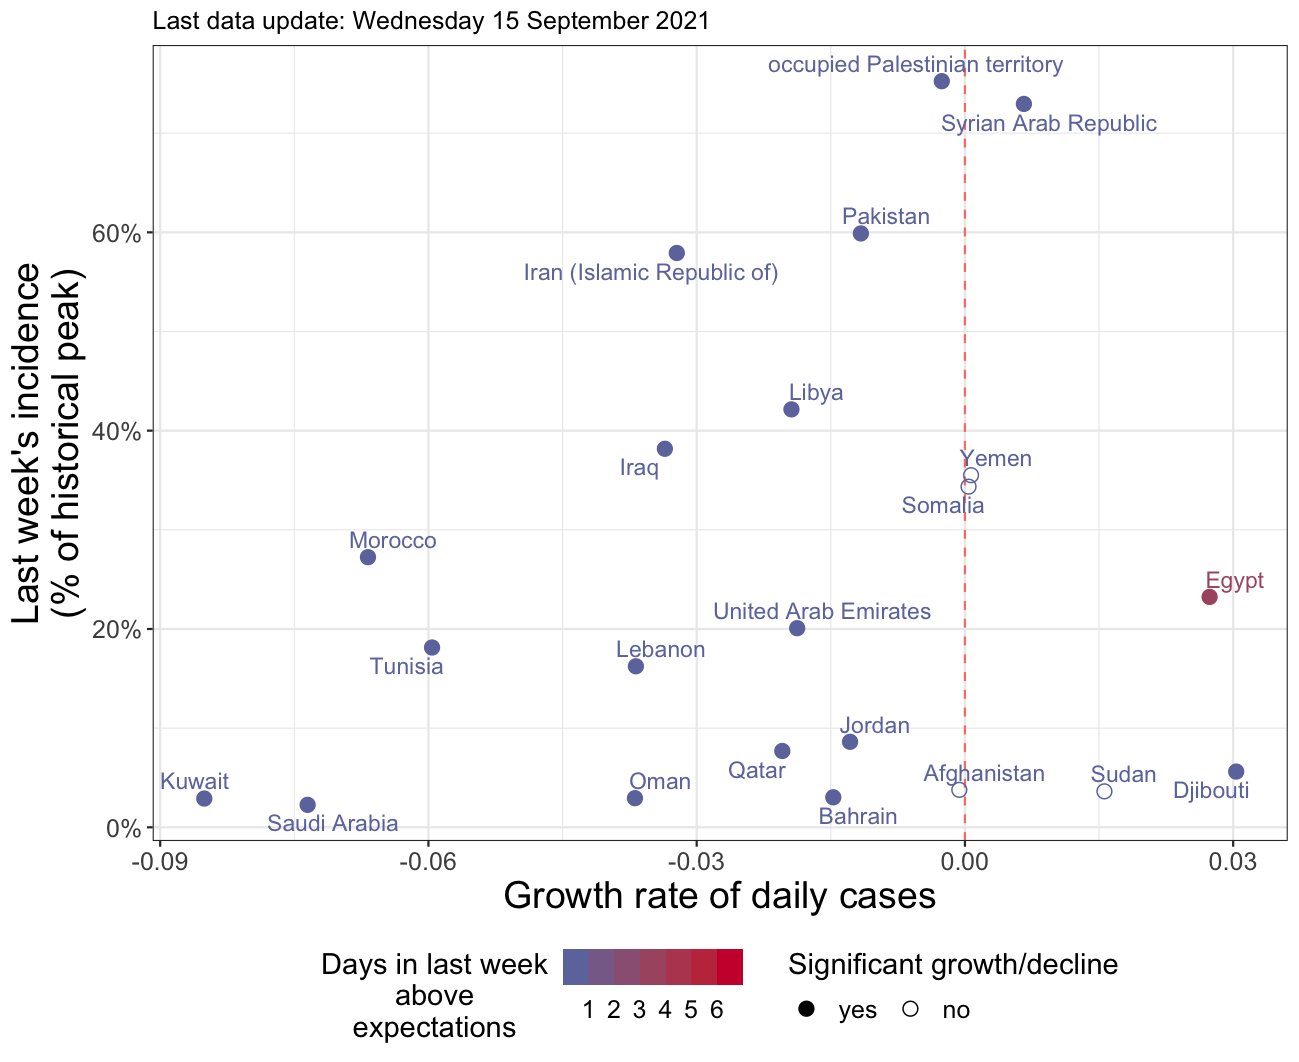 Last data update: Wednesday 15 September 2021
occupied Palestinian territory
Syrian Arab Republic
Pakistan
60%
Iran (Islamic Republic of)
Libya
40%
Iraq
Yemen
Somalia
Last week's incidence
(% of historical peak)
Morocco
Egypt
United Arab Emirates
20%
Lebanon
Tunisia
Jordan
Qatar
Afghanistan
Sudan
Kuwait
Oman
Djibouti
Bahrain
Saudi Arabia
0%
-0.09 -0.06 -0.03 0.00 0.03
Growth rate of daily cases
Days in last week
above
expectations
1 2 3 4 5 6
Significant growth/decline
yes no